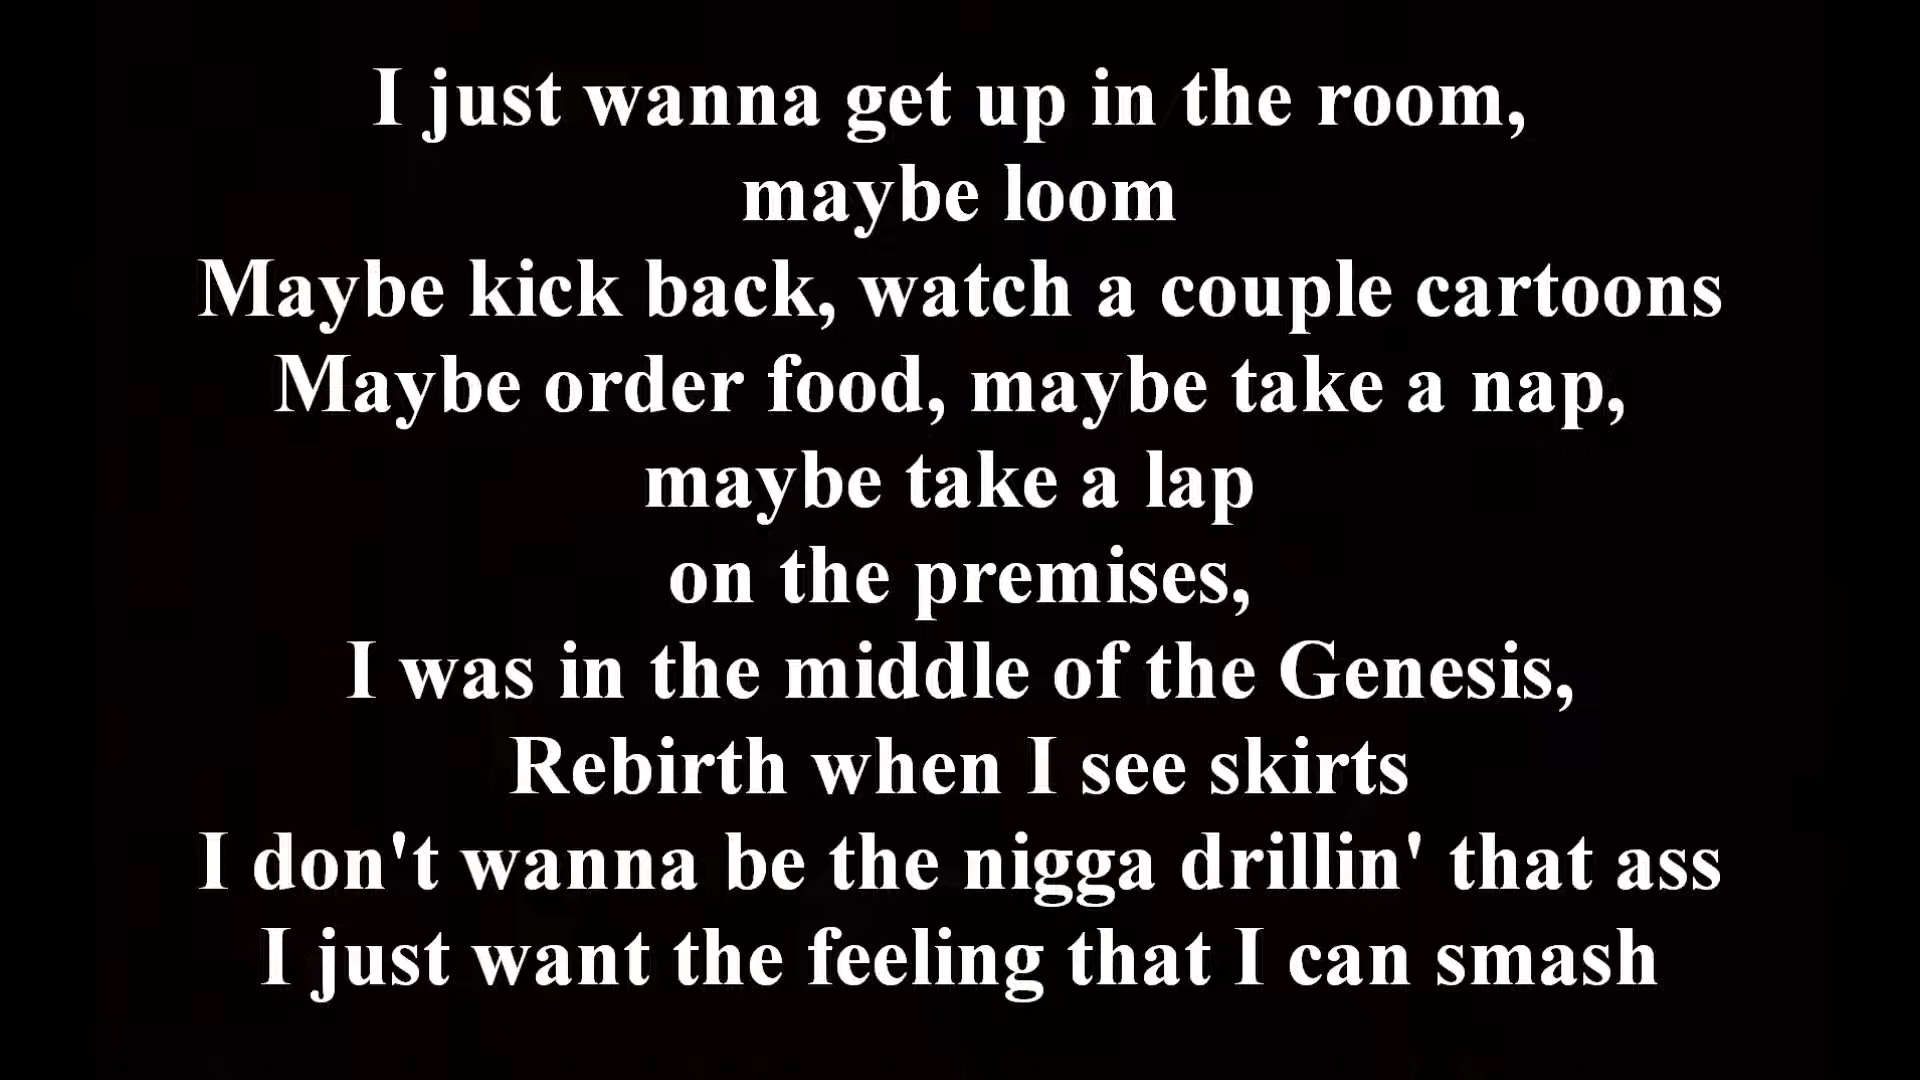 I just wanna get up in the room,
maybe loom
Maybe kick back, watch a couple cartoons
Maybe order food, maybe take a nap,
maybe take a lap
on the premises,
I was in the middle of the Genesis,
Rebirth when I see skirts
I don't wanna be the nigga drillin' that ass
I just want the feeling that I can smash